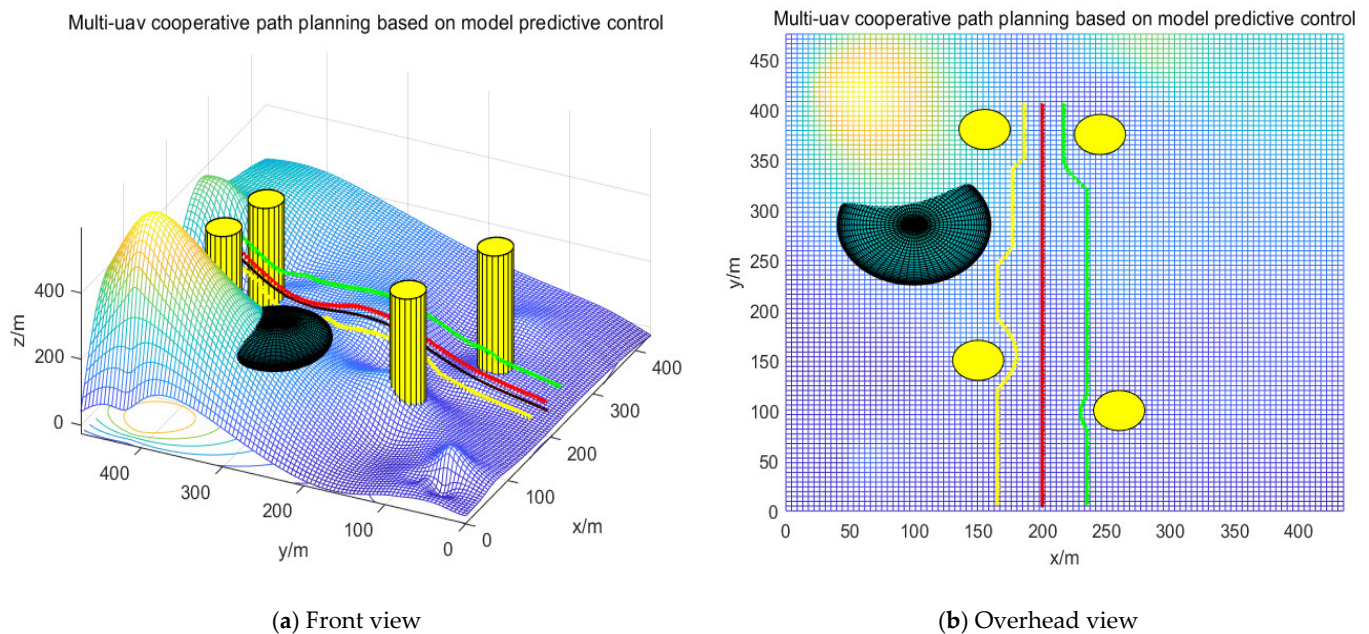 Multi-uav cooperative path planning based on model predictive control
z/m
400
200
0
400
300
200
100
0
y/m
0
100
200
300
400
x/m
(a) Front view
Multi-uav cooperative path planning based on model predictive control
y/m
450
400
350
300
250
200
150
100
50
0
0 50 100 150 200 250 300 350 400
x/m
(b) Overhead view